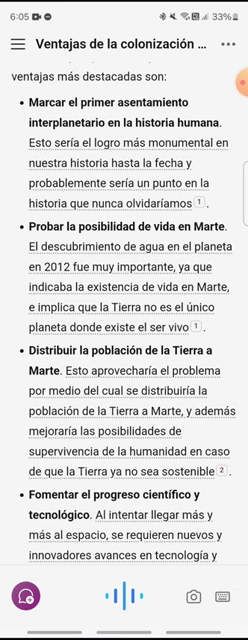 6:05
33%
Ventajas de la colonización ...
ventajas más destacadas son:
• Marcar el primer asentamiento
interplanetario en la historia humana.
Esto sería el logro más monumental en
nuestra historia hasta la fecha y
probablemente sería un punto en la
historia que nunca olvidaríamos 1 .
• Probar la posibilidad de vida en Marte.
El descubrimiento de agua en el planeta
en 2012 fue muy importante, ya que
indicaba la existencia de vida en Marte,
e implica que la Tierra no es el único
planeta donde existe el ser vivo 1 .
• Distribuir la población de la Tierra a
Marte. Esto aprovecharía el problema
por medio del cual se distribuiría la
población de la Tierra a Marte, y además
mejoraría las posibilidades de
supervivencia de la humanidad en caso
de que la Tierra ya no sea sostenible 2 .
• Fomentar el progreso científico y
tecnológico. Al intentar llegar más y
más al espacio, se requieren nuevos y
innovadores avances en tecnología y